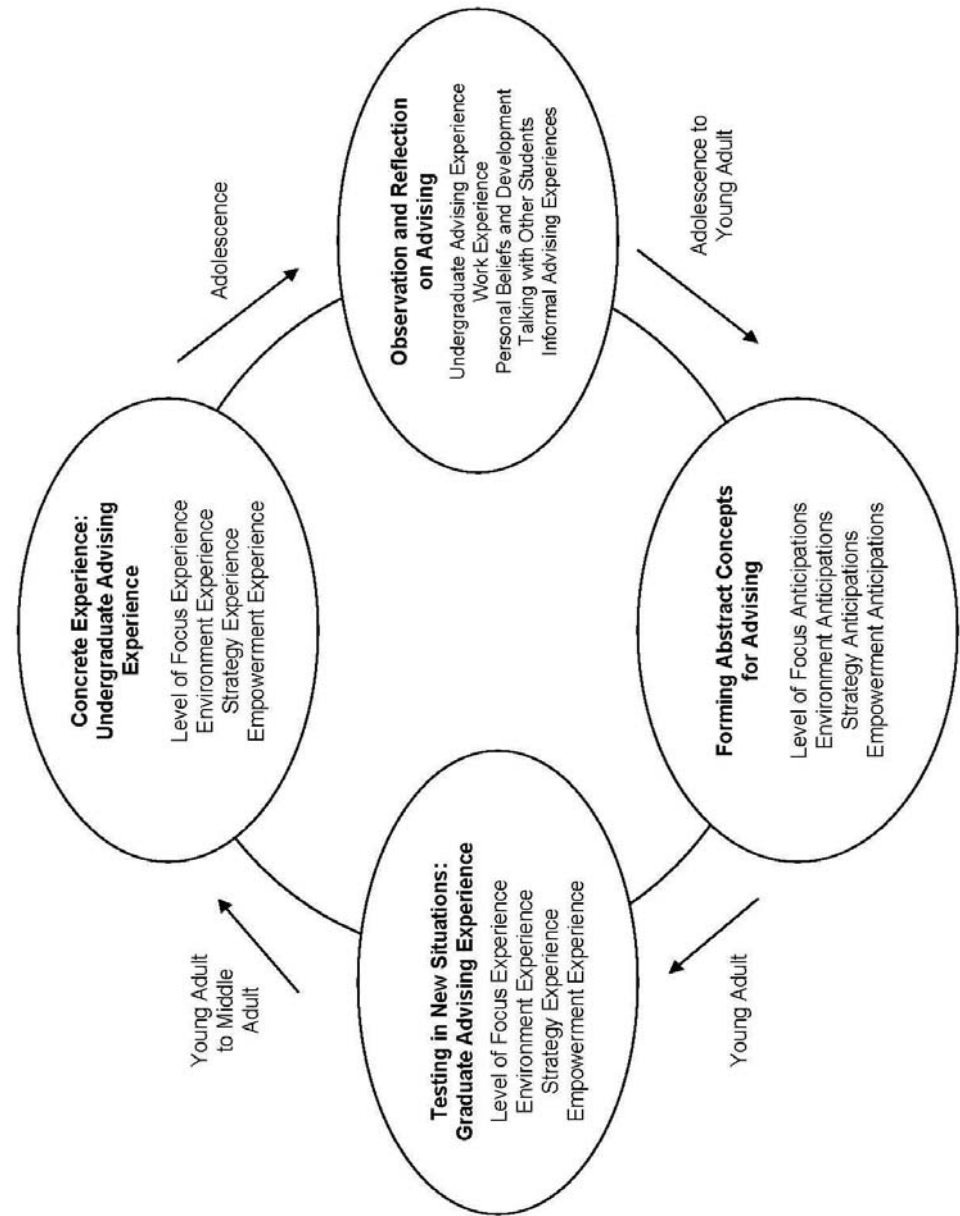 Concrete Experience:
Undergraduate Advising
Experience
Level of Focus Experience
Environment Experience
Strategy Experience
Empowerment Experience
Adolescence
Observation and Reflection
on Advising
Undergraduate Advising Experience
Work Experience
Personal Beliefs and Development
Talking with Other Students
Informal Advising Experiences
Adolescence to
Young Adult
Forming Abstract Concepts
for Advising
Level of Focus Anticipations
Environment Anticipations
Strategy Anticipations
Empowerment Anticipations
Young Adult
Testing in New Situations:
Graduate Advising Experience
Level of Focus Experience
Environment Experience
Strategy Experience
Empowerment Experience
Young Adult
to Middle
Adult